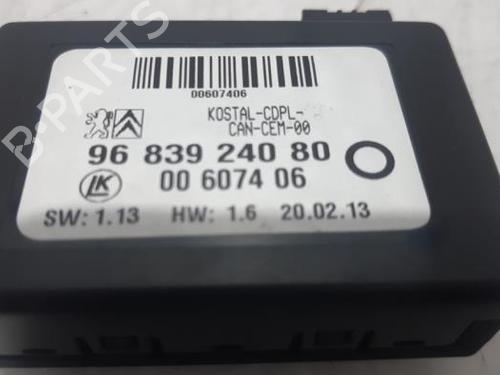 B-PARTS
00607406
KOSTAL-CDPL-
CAN-CEM-00
96 839 240 80
LK
00 6074 06
SW: 1.13 HW: 1.6 20.02.13